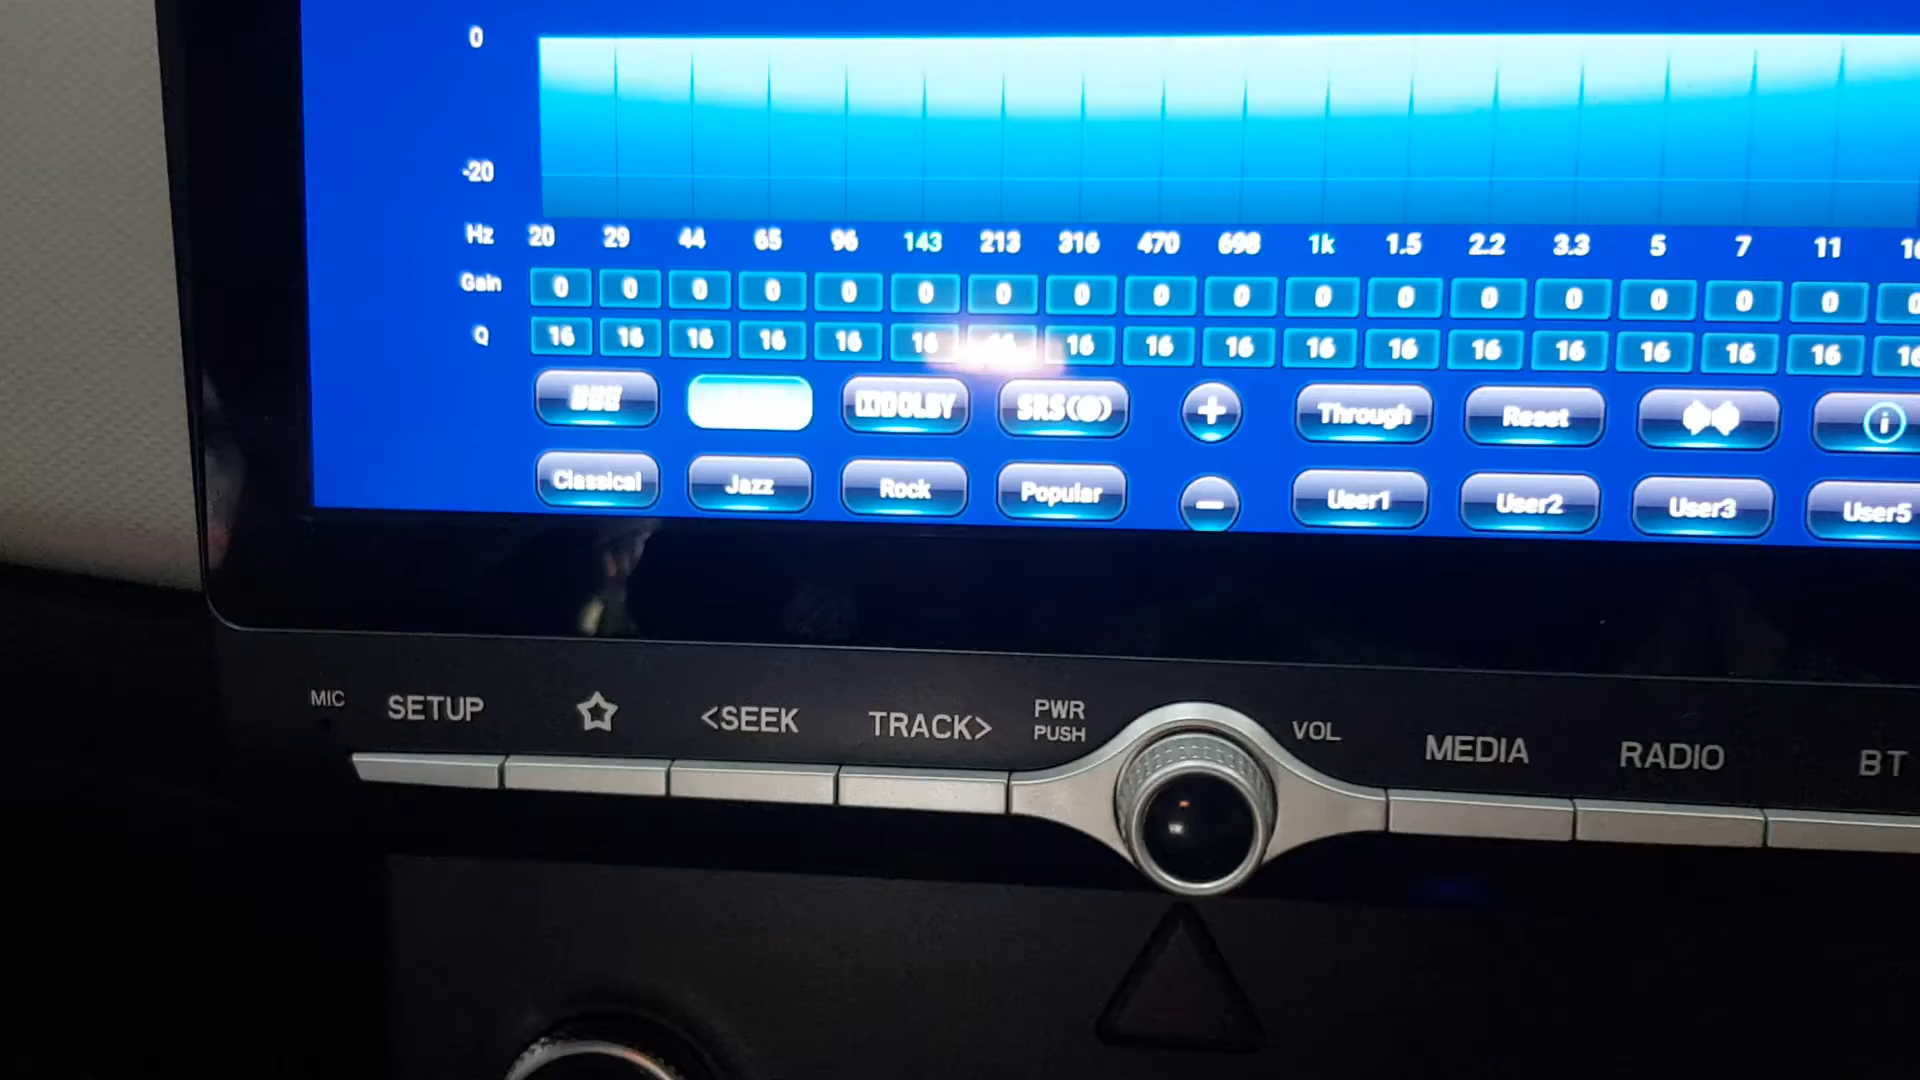 0
-20
Hz 20 29 44 65 96 143 213 316 470 698 1k 1.5 2.2 3.3 5 7 11
Gain 0 0 0 0 0 0 0 0 0 0 0 0 0 0 0 0 0 0
Q 16 16 16 16 16 16 16 16 16 16 16 16 16 16 16 16 16
DOLBY SRS + Through Reset i
Classical Jazz Rock Popular − User1 User2 User3 User5
MIC SETUP <SEEK TRACK> PWR PUSH VOL MEDIA RADIO BT